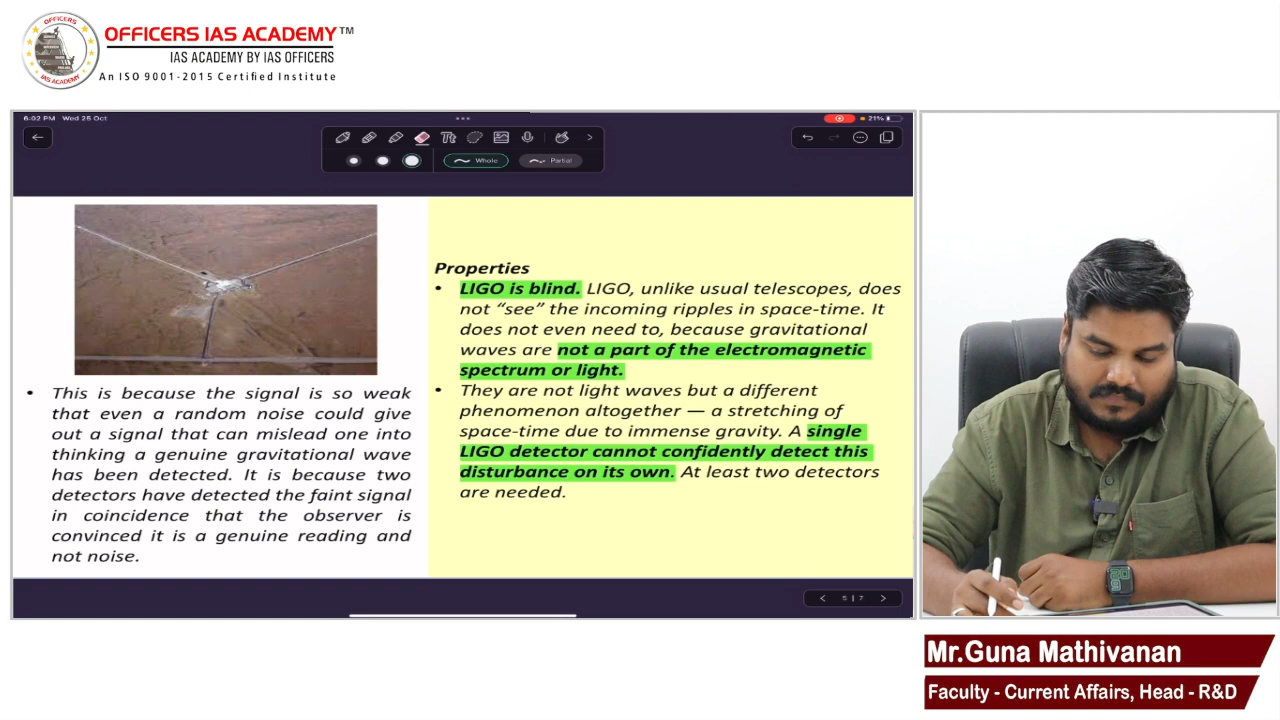 OFFICERS
IAS ACADEMY
OFFICERS IAS ACADEMY™
IAS ACADEMY BY IAS OFFICERS
An ISO 9001-2015 Certified Institute
6:02 PM Wed 25 Oct
21%
Whole
Partial
Properties
• LIGO is blind. LIGO, unlike usual telescopes, does
not “see” the incoming ripples in space-time. It
does not even need to, because gravitational
waves are not a part of the electromagnetic
spectrum or light.
• They are not light waves but a different
phenomenon altogether — a stretching of
space-time due to immense gravity. A single
LIGO detector cannot confidently detect this
disturbance on its own. At least two detectors
are needed.
• This is because the signal is so weak
that even a random noise could give
out a signal that can mislead one into
thinking a genuine gravitational wave
has been detected. It is because two
detectors have detected the faint signal
in coincidence that the observer is
convinced it is a genuine reading and
not noise.
5 | 7
Mr.Guna Mathivanan
Faculty - Current Affairs, Head - R&D